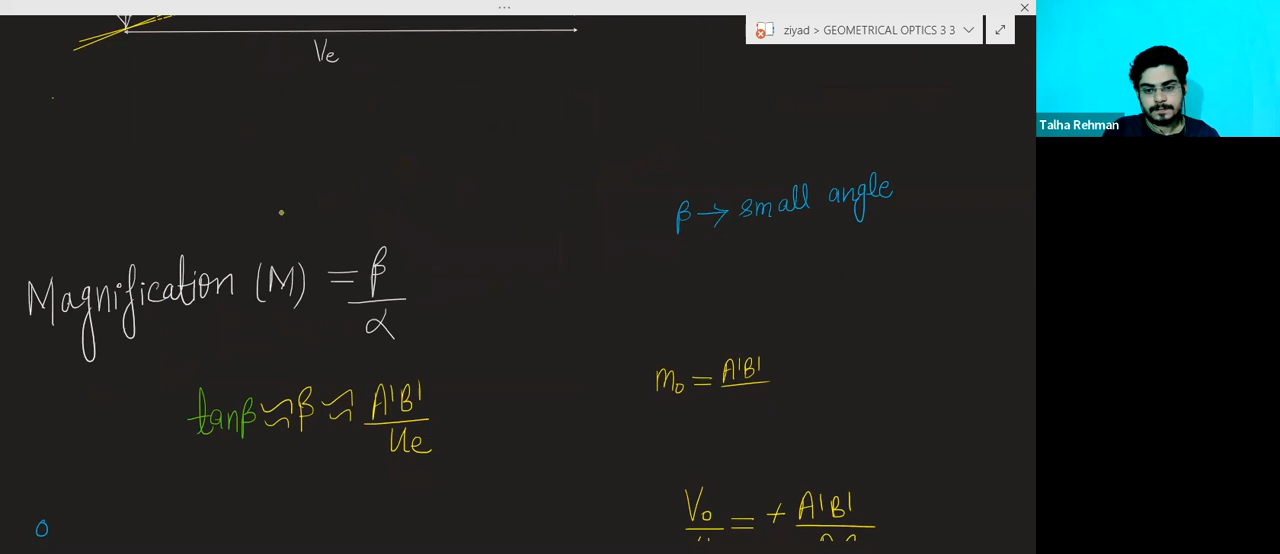 ziyad > GEOMETRICAL OPTICS 3 3
Talha Rehman
Ve
β → small angle
Magnification (M) = β / α
m₀ = A'B'
tanβ ≈ β ≈ A'B' / Ue
V₀ = + A'B'
0